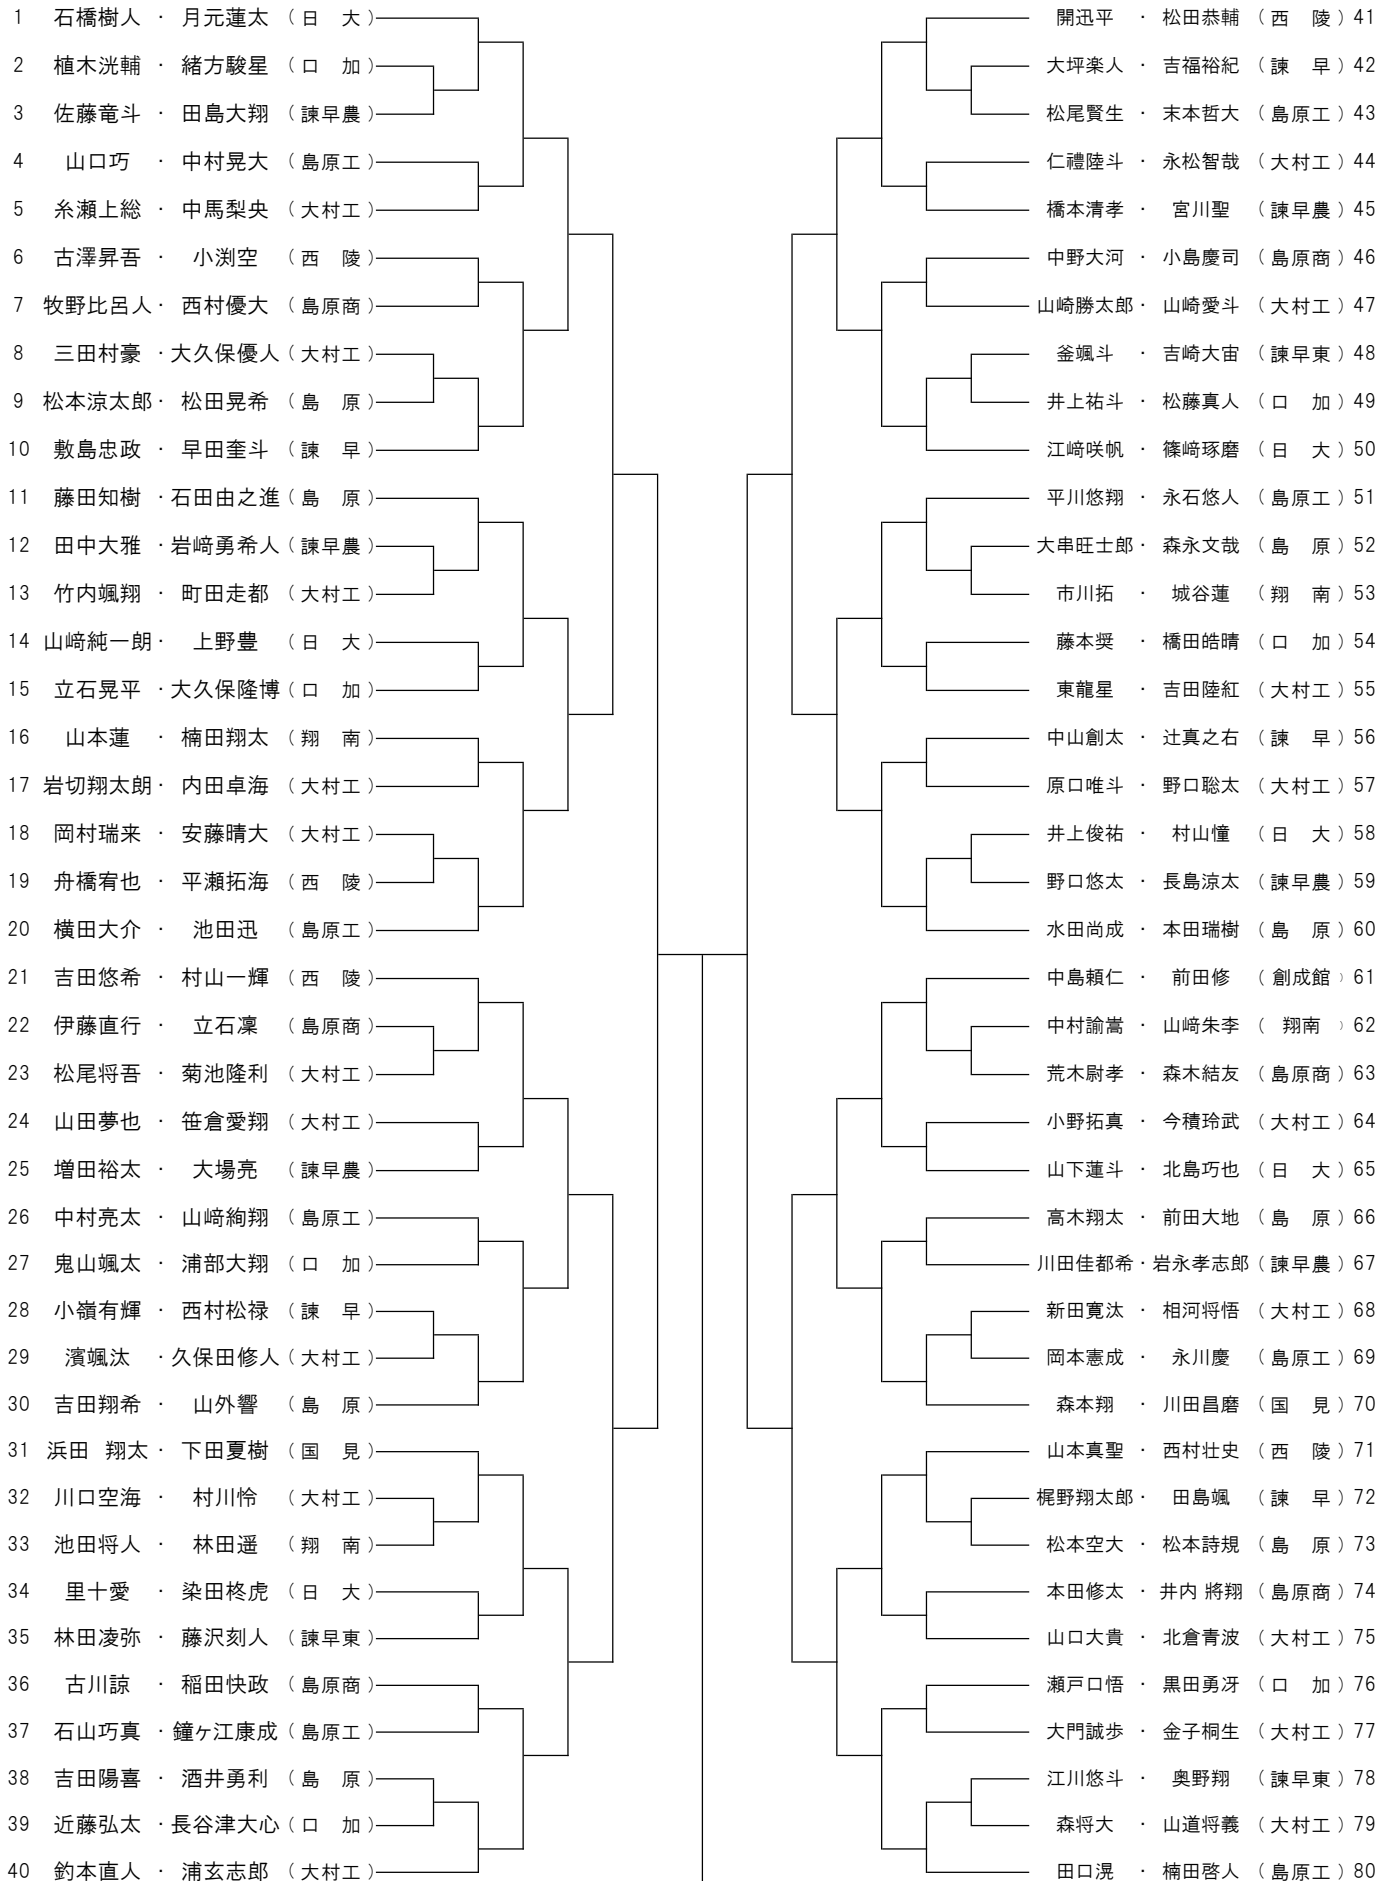 1 石橋樹人 ・ 月元蓮太 （日　大）
2 植木洸輔 ・ 緒方駿星 （口　加）
3 佐藤竜斗 ・ 田島大翔 （諫早農）
4 山口巧 ・ 中村晃大 （島原工）
5 糸瀬上総 ・ 中馬梨央 （大村工）
6 古澤昇吾 ・ 小渕空 （西　陵）
7 牧野比呂人 ・ 西村優大 （島原商）
8 三田村豪 ・ 大久保優人 （大村工）
9 松本涼太郎 ・ 松田晃希 （島　原）
10 敷島忠政 ・ 早田奎斗 （諫　早）
11 藤田知樹 ・ 石田由之進 （島　原）
12 田中大雅 ・ 岩﨑勇希人 （諫早農）
13 竹内颯翔 ・ 町田走都 （大村工）
14 山﨑純一朗 ・ 上野豊 （日　大）
15 立石晃平 ・ 大久保隆博 （口　加）
16 山本蓮 ・ 楠田翔太 （翔　南）
17 岩切翔太朗 ・ 内田卓海 （大村工）
18 岡村瑞来 ・ 安藤晴大 （大村工）
19 舟橋宥也 ・ 平瀬拓海 （西　陵）
20 横田大介 ・ 池田迅 （島原工）
21 吉田悠希 ・ 村山一輝 （西　陵）
22 伊藤直行 ・ 立石凜 （島原商）
23 松尾将吾 ・ 菊池隆利 （大村工）
24 山田夢也 ・ 笹倉愛翔 （大村工）
25 増田裕太 ・ 大場亮 （諫早農）
26 中村亮太 ・ 山﨑絢翔 （島原工）
27 鬼山颯太 ・ 浦部大翔 （口　加）
28 小嶺有輝 ・ 西村松禄 （諫　早）
29 濱颯汰 ・ 久保田修人 （大村工）
30 吉田翔希 ・ 山外響 （島　原）
31 浜田 翔太 ・ 下田夏樹 （国　見）
32 川口空海 ・ 村川怜 （大村工）
33 池田将人 ・ 林田遥 （翔　南）
34 里十愛 ・ 染田柊虎 （日　大）
35 林田凌弥 ・ 藤沢刻人 （諫早東）
36 古川諒 ・ 稲田快政 （島原商）
37 石山巧真 ・ 鐘ヶ江康成 （島原工）
38 吉田陽喜 ・ 酒井勇利 （島　原）
39 近藤弘太 ・ 長谷津大心 （口　加）
40 釣本直人 ・ 浦玄志郎 （大村工）
開迅平 ・ 松田恭輔 （西　陵） 41
大坪楽人 ・ 吉福裕紀 （諫　早） 42
松尾賢生 ・ 末本哲大 （島原工） 43
仁禮陸斗 ・ 永松智哉 （大村工） 44
橋本清孝 ・ 宮川聖 （諫早農） 45
中野大河 ・ 小島慶司 （島原商） 46
山崎勝太郎 ・ 山崎愛斗 （大村工） 47
釜颯斗 ・ 吉崎大宙 （諫早東） 48
井上祐斗 ・ 松藤真人 （口　加） 49
江﨑咲帆 ・ 篠﨑琢磨 （日　大） 50
平川悠翔 ・ 永石悠人 （島原工） 51
大串旺士郎 ・ 森永文哉 （島　原） 52
市川拓 ・ 城谷蓮 （翔　南） 53
藤本奨 ・ 橋田皓晴 （口　加） 54
東龍星 ・ 吉田陸紅 （大村工） 55
中山創太 ・ 辻真之右 （諫　早） 56
原口唯斗 ・ 野口聡太 （大村工） 57
井上俊祐 ・ 村山憧 （日　大） 58
野口悠太 ・ 長島涼太 （諫早農） 59
水田尚成 ・ 本田瑞樹 （島　原） 60
中島頼仁 ・ 前田修 （創成館） 61
中村諭嵩 ・ 山﨑朱李 （ 翔南 ） 62
荒木尉孝 ・ 森木結友 （島原商） 63
小野拓真 ・ 今積玲武 （大村工） 64
山下蓮斗 ・ 北島巧也 （日　大） 65
高木翔太 ・ 前田大地 （島　原） 66
川田佳都希 ・ 岩永孝志郎 （諫早農） 67
新田寛汰 ・ 相河将悟 （大村工） 68
岡本憲成 ・ 永川慶 （島原工） 69
森本翔 ・ 川田昌磨 （国　見） 70
山本真聖 ・ 西村壮史 （西　陵） 71
梶野翔太郎 ・ 田島颯 （諫　早） 72
松本空大 ・ 松本詩規 （島　原） 73
本田修太 ・ 井内 將翔 （島原商） 74
山口大貴 ・ 北倉青波 （大村工） 75
瀬戸口悟 ・ 黒田勇冴 （口　加） 76
大門誠歩 ・ 金子桐生 （大村工） 77
江川悠斗 ・ 奥野翔 （諫早東） 78
森将大 ・ 山道将義 （大村工） 79
田口滉 ・ 楠田啓人 （島原工） 80